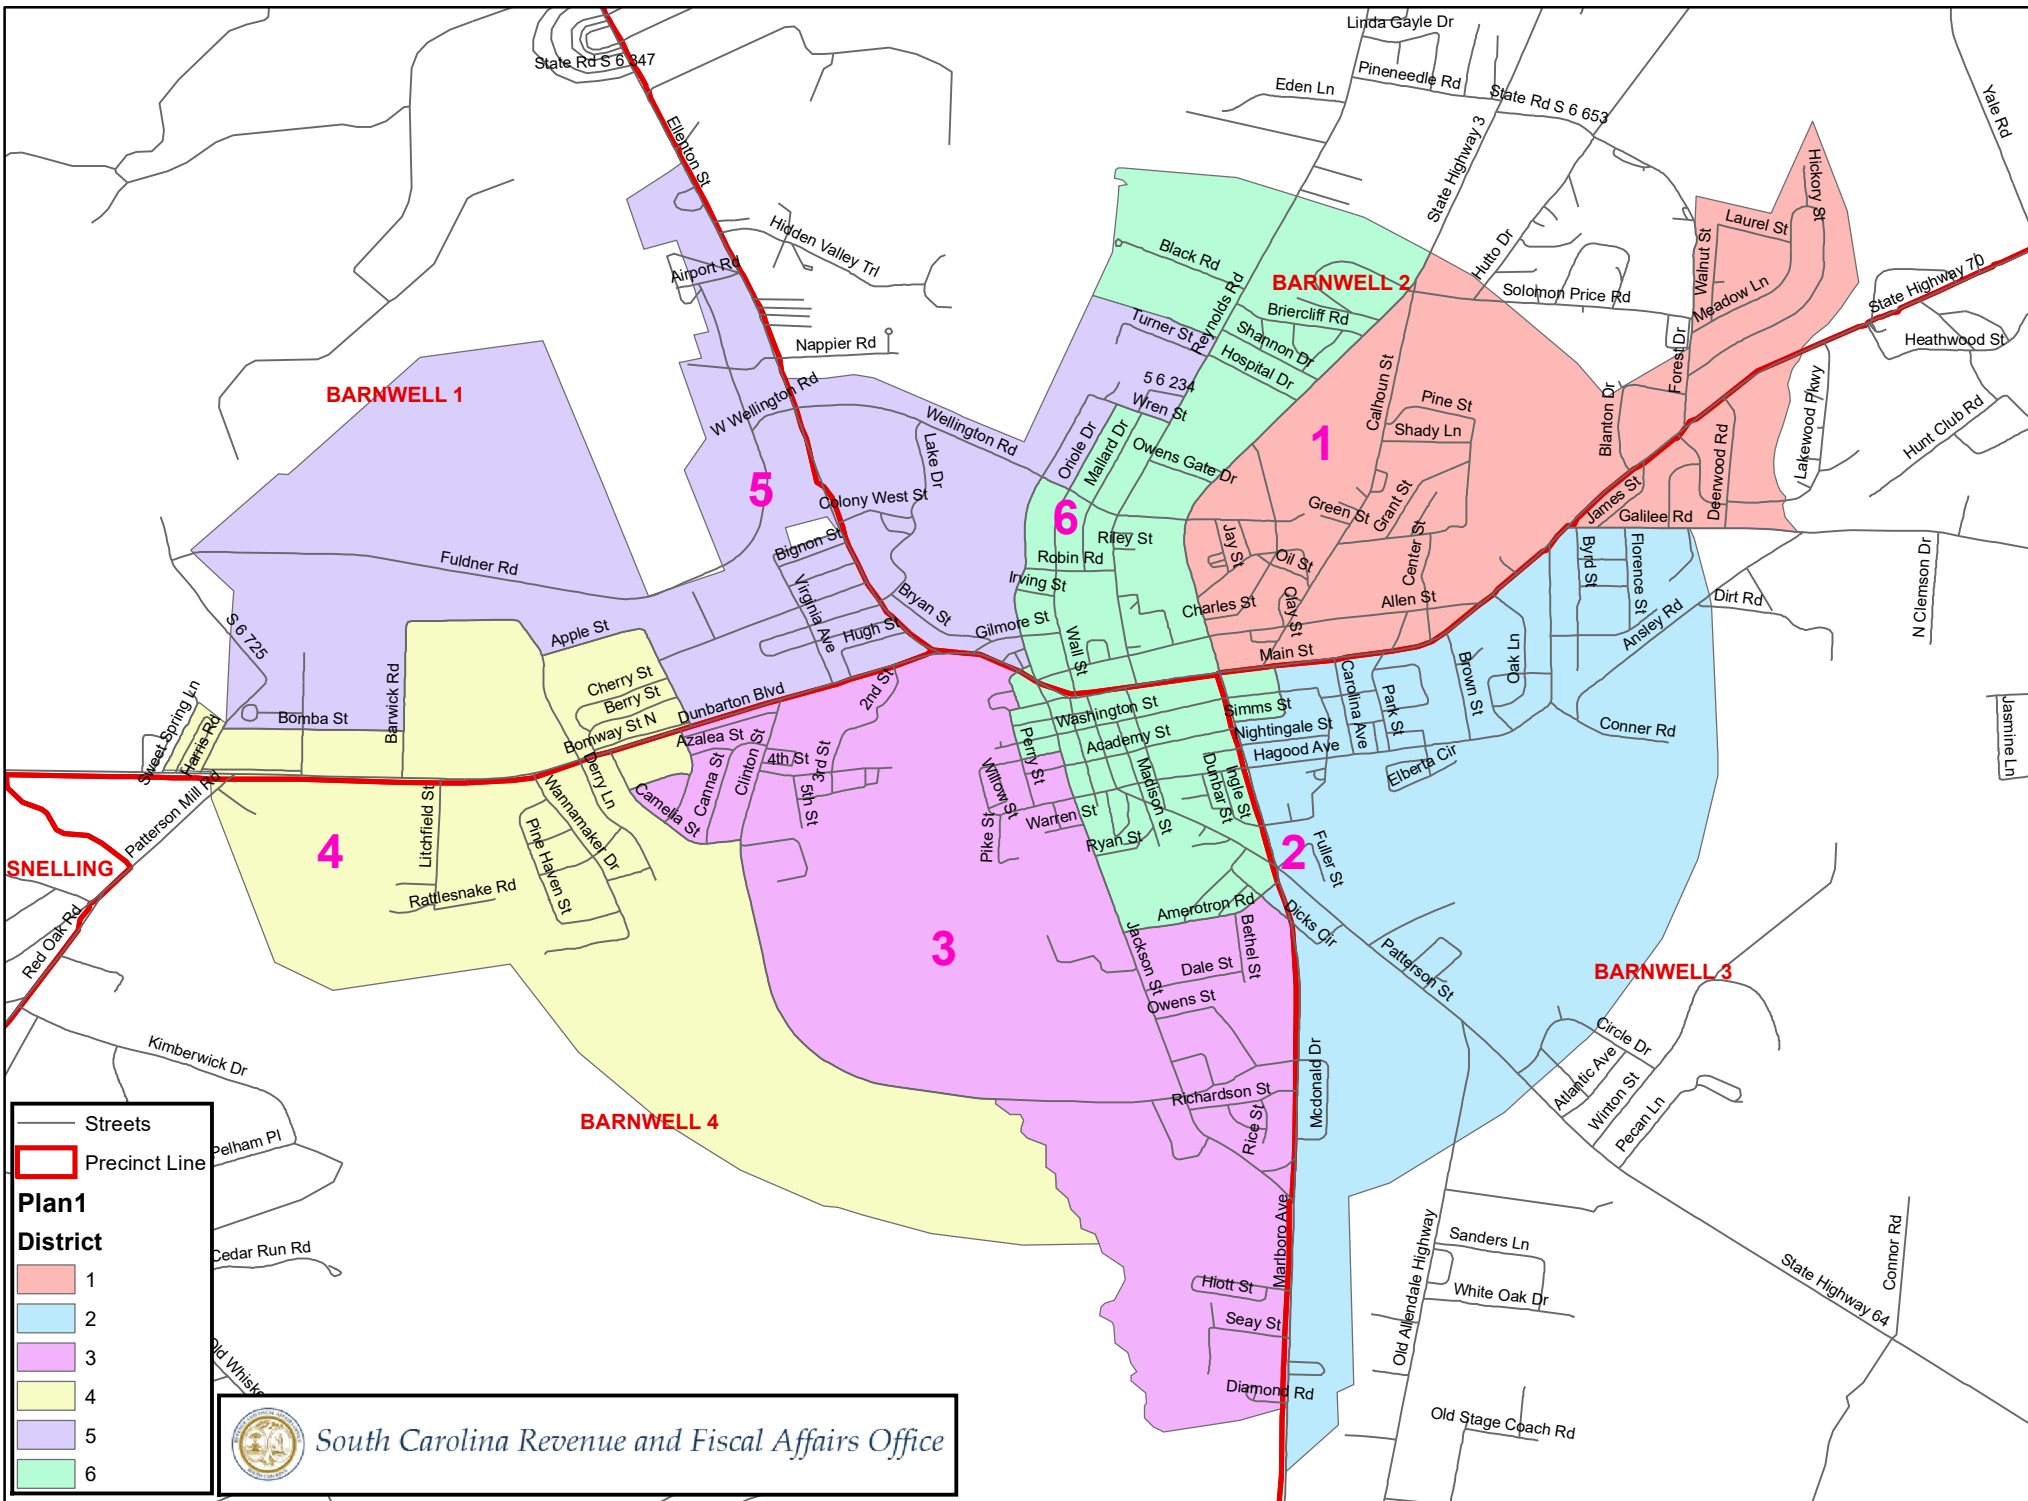 Linda Gayle Dr
State Rd S 6 347
Pineneedle Rd
Eden Ln
State Rd S 6 653
Yale Rd
State Highway 3
Ellenton St
Hickory St
Laurel St
Walnut St
Hidden Valley Trl
Hutto Dr
Black Rd
Airport Rd
BARNWELL 2
State Highway 70
Solomon Price Rd
Meadow Ln
Reynolds Rd
Briercliff Rd
Turner St
Shannon Dr
Nappier Rd
Heathwood St
Hospital Dr
Forest Dr
BARNWELL 1
5 6 234
Calhoun St
W Wellington Rd
Wren St
Pine St
Lakewood Pkwy
Wellington Rd
Shady Ln
Blanton Dr
Hunt Club Rd
1
Lake Dr
Oriole Dr
Mallard Dr
Owens Gate Dr
Deerwood Rd
5
Colony West St
6
Green St
Grant St
James St
Galilee Rd
Riley St
Jay St
Bignon St
Robin Rd
Oil St
Center St
Byrd St
Florence St
N Clemson Dr
Fuldner Rd
Irving St
Virginia Ave
Bryan St
Charles St
Clay St
Allen St
Dirt Rd
S 6 725
Apple St
Hugh St
Gilmore St
Wall St
Ansley Rd
Main St
Oak Ln
Barwick Rd
Cherry St
Berry St
Dunbarton Blvd
2nd St
Carolina Ave
Park St
Brown St
Sweet Spring Ln
Harris Rd
Bomba St
Bomway St N
Azalea St
Washington St
Simms St
Nightingale St
Conner Rd
Jasmine Ln
Perry St
Academy St
Hagood Ave
4th St
3rd St
Clinton St
Canna St
Elberta Cir
Patterson Mill Rd
Derry Ln
Wannamaker Dr
Camelia St
5th St
Willow St
Madison St
Dunbar St
Ingle St
Litchfield St
Pine Haven St
Warren St
Pike St
Ryan St
SNELLING
4
2
Fuller St
Rattlesnake Rd
Amerotron Rd
Red Oak Rd
3
Jackson St
Bethel St
Dicks Cir
Patterson St
Dale St
BARNWELL 3
Owens St
Kimberwick Dr
Circle Dr
Mcdonald Dr
Atlantic Ave
Winton St
Richardson St
Pecan Ln
Rice St
BARNWELL 4
Pelham Pl
Marlboro Ave
Old Allendale Highway
Sanders Ln
Connor Rd
Cedar Run Rd
Hiott St
White Oak Dr
State Highway 64
Seay St
Old Whiske
Diamond Rd
Old Stage Coach Rd
Streets
Precinct Line
Plan1
District
1
2
3
4
5
6
South Carolina Revenue and Fiscal Affairs Office